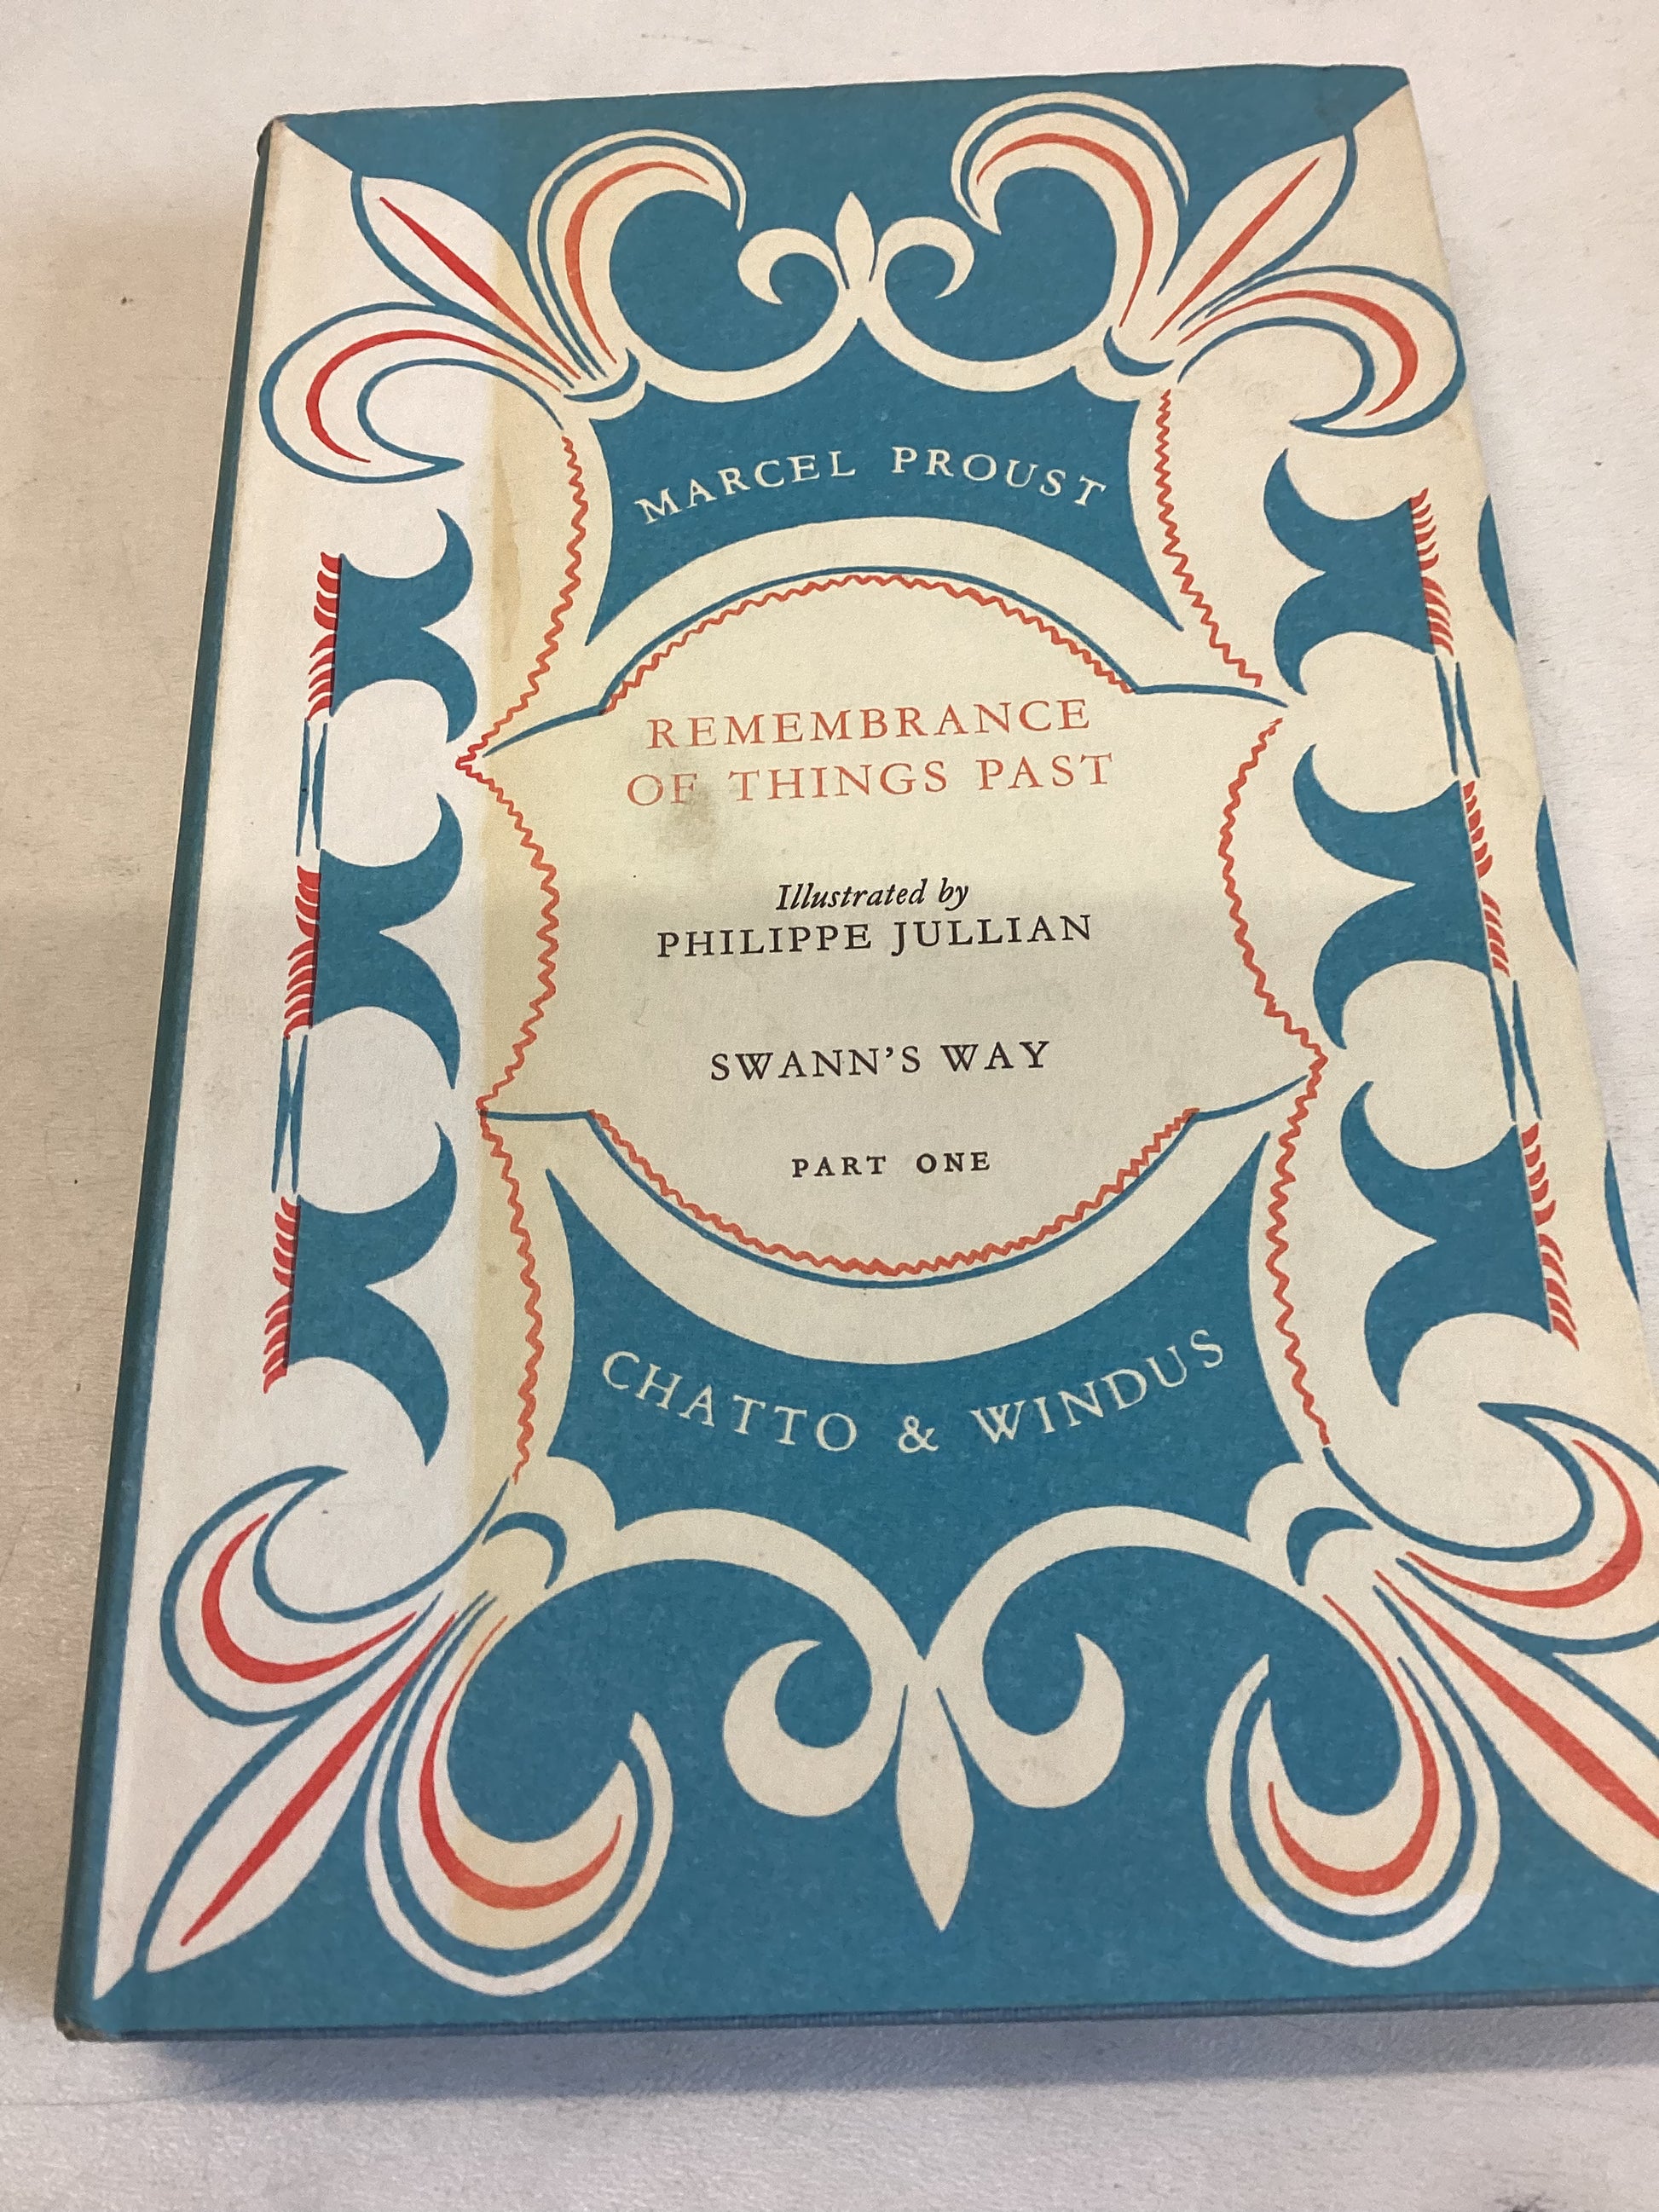 MARCEL PROUST
REMEMBRANCE
OF THINGS PAST
Illustrated by
PHILIPPE JULLIAN
SWANN'S WAY
PART ONE
CHATTO & WINDUS